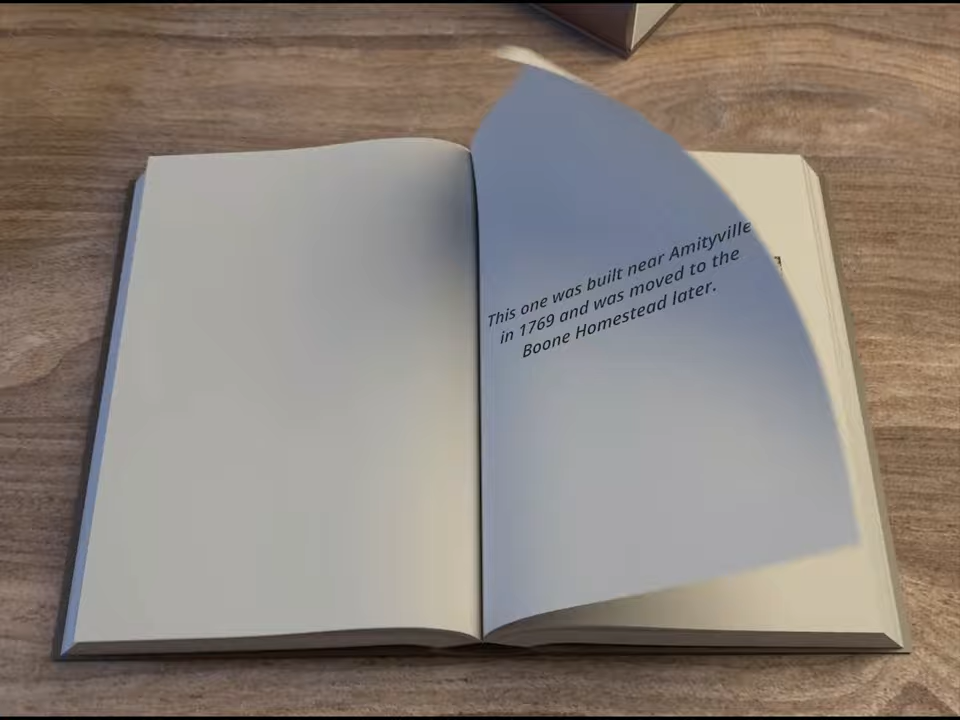 This one was built near Amityville
in 1769 and was moved to the
Boone Homestead later.